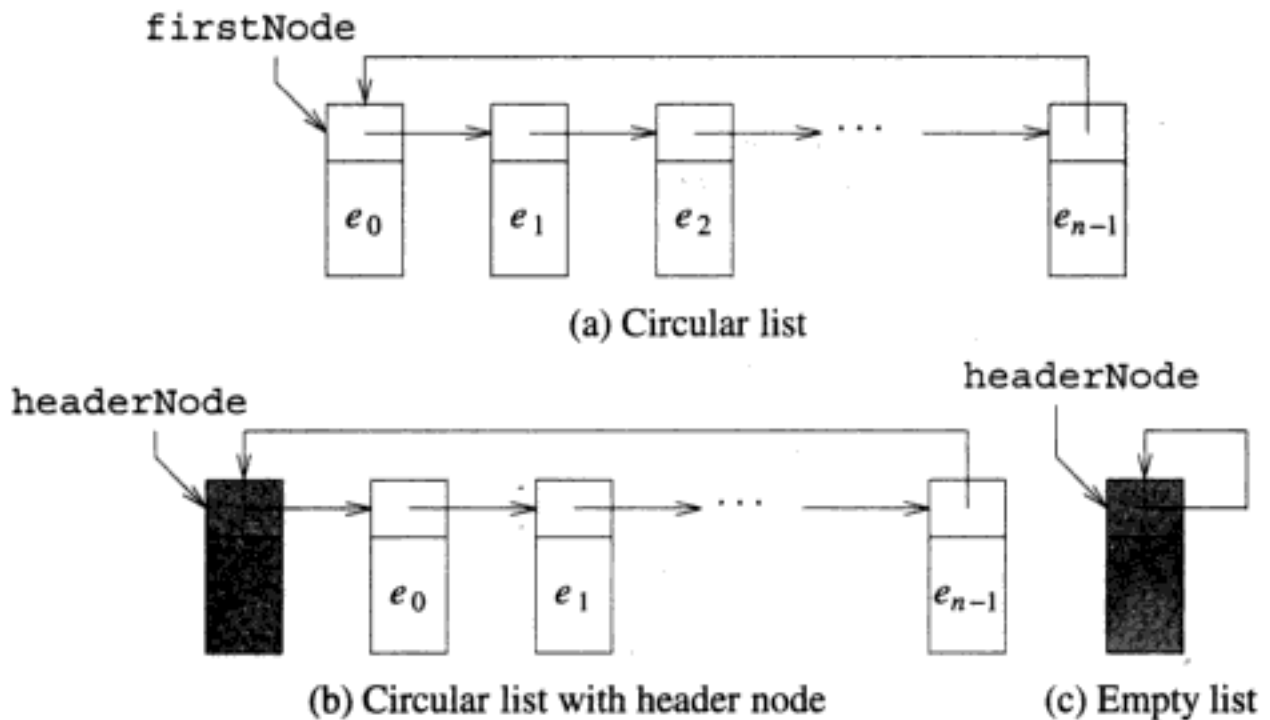 firstNode
e0 e1 e2 ··· en−1
(a) Circular list
headerNode
headerNode
e0 e1 ··· en−1
(b) Circular list with header node
(c) Empty list